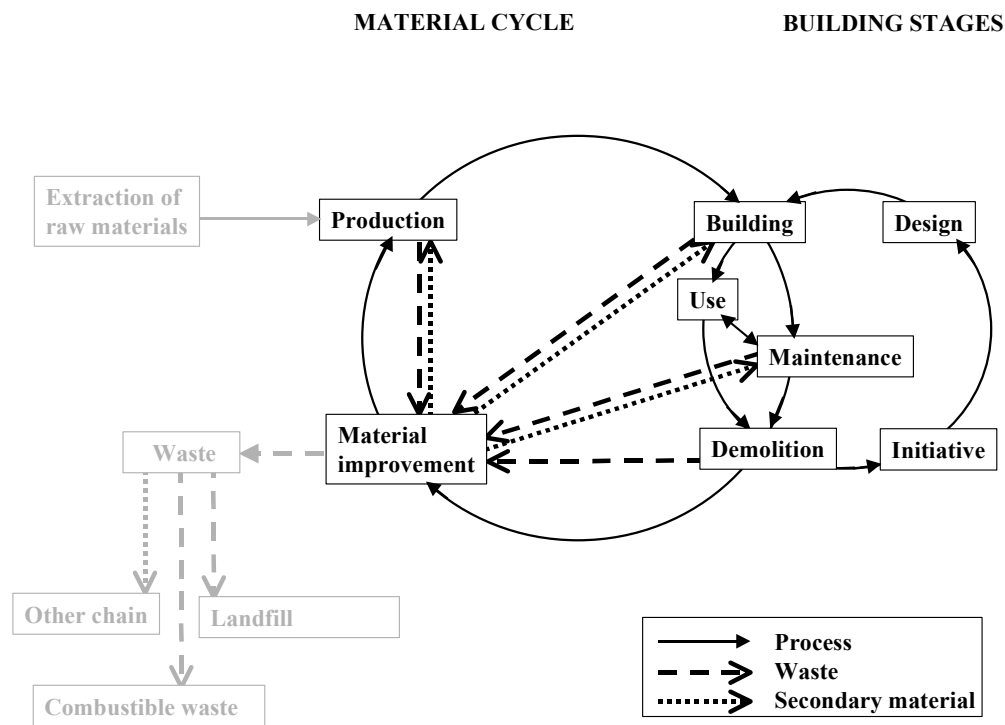 MATERIAL CYCLE
BUILDING STAGES
Extraction of
raw materials
Production
Building
Design
Use
Maintenance
Material
improvement
Waste
Demolition
Initiative
Other chain
Landfill
Combustible waste
Process
Waste
Secondary material